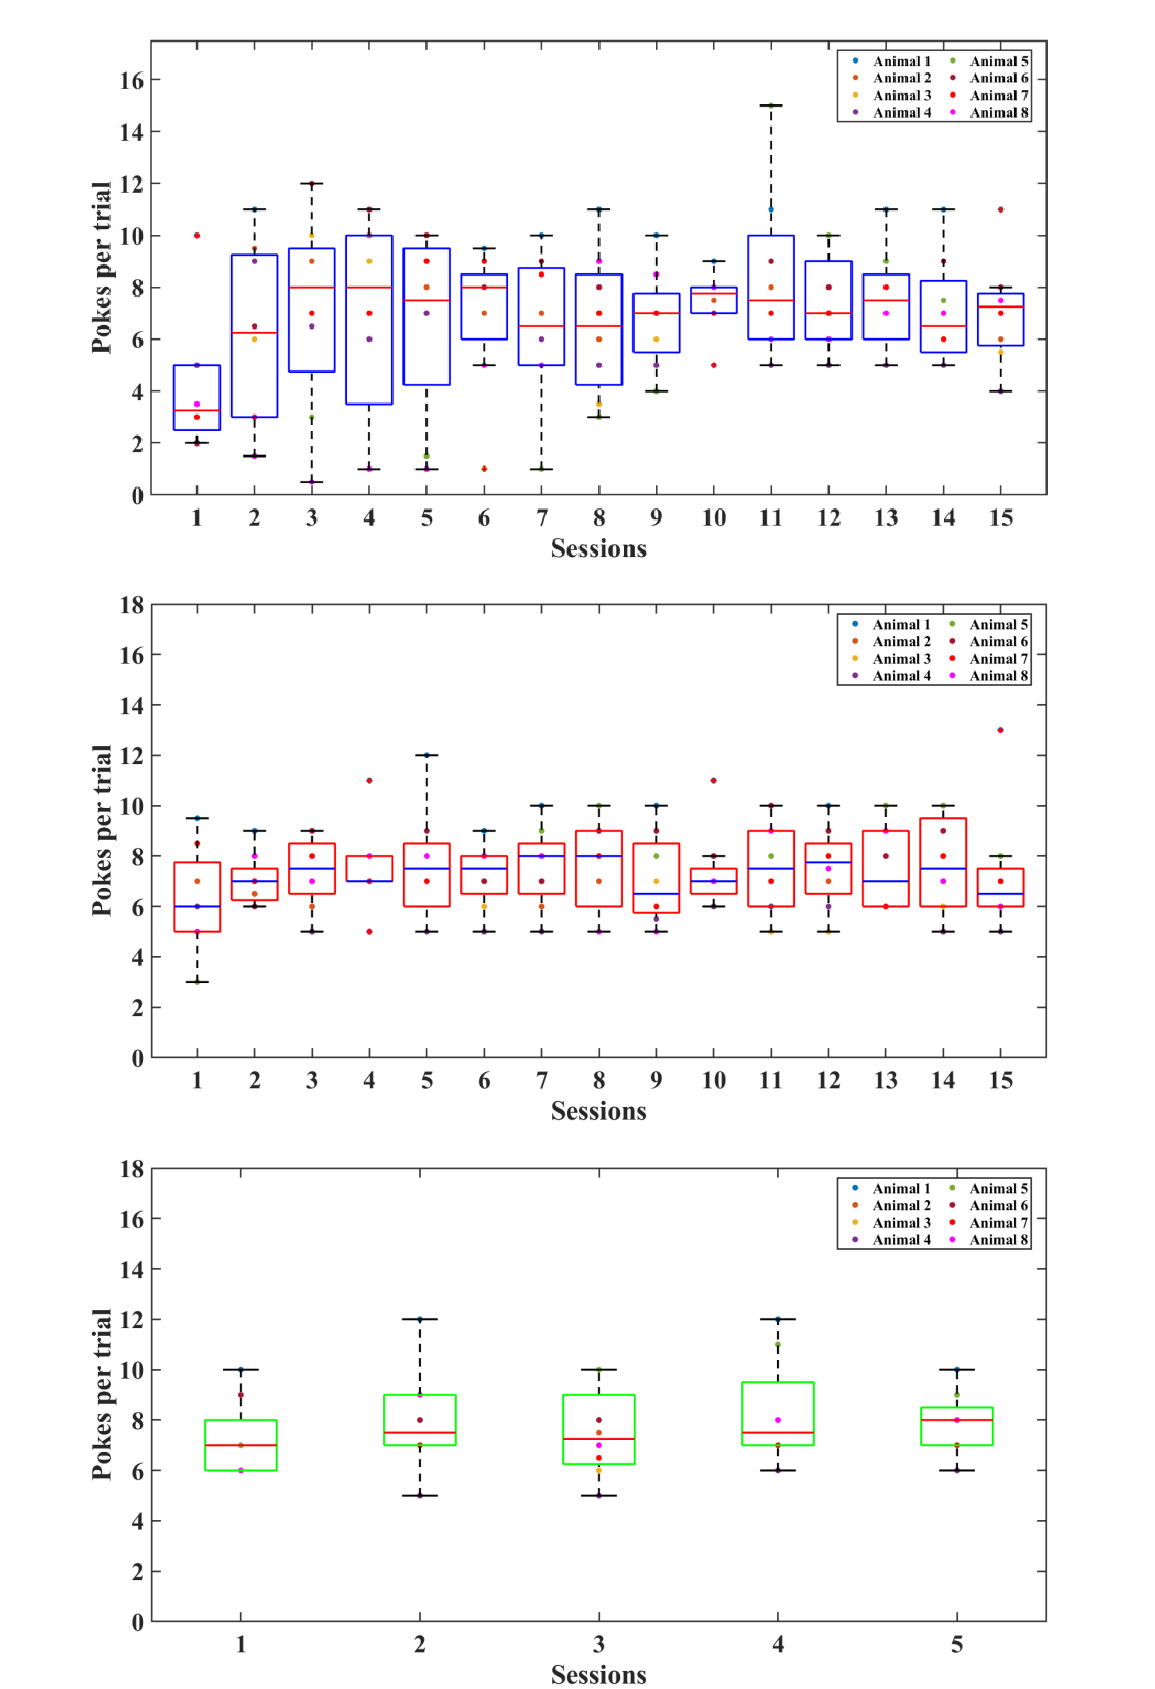 16
14
12
10
8
6
4
2
0
Pokes per trial
Animal 1 Animal 5
Animal 2 Animal 6
Animal 3 Animal 7
Animal 4 Animal 8
1 2 3 4 5 6 7 8 9 10 11 12 13 14 15
Sessions
18
16
14
12
10
8
6
4
2
0
Pokes per trial
Animal 1 Animal 5
Animal 2 Animal 6
Animal 3 Animal 7
Animal 4 Animal 8
1 2 3 4 5 6 7 8 9 10 11 12 13 14 15
Sessions
18
16
14
12
10
8
6
4
2
0
Pokes per trial
Animal 1 Animal 5
Animal 2 Animal 6
Animal 3 Animal 7
Animal 4 Animal 8
1 2 3 4 5
Sessions